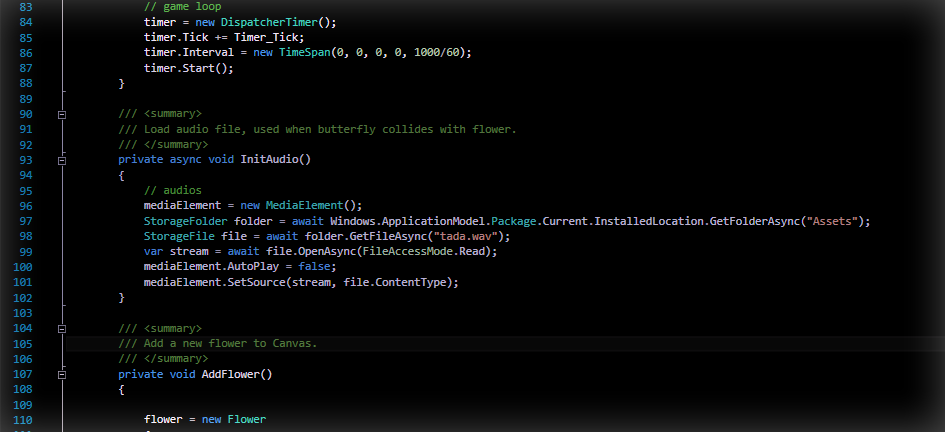 83 // game loop
84 timer = new DispatcherTimer();
85 timer.Tick += Timer_Tick;
86 timer.Interval = new TimeSpan(0, 0, 0, 0, 1000/60);
87 timer.Start();
88 }
89
90 /// <summary>
91 /// Load audio file, used when butterfly collides with flower.
92 /// </summary>
93 private async void InitAudio()
94 {
95 // audios
96 mediaElement = new MediaElement();
97 StorageFolder folder = await Windows.ApplicationModel.Package.Current.InstalledLocation.GetFolderAsync("Assets");
98 StorageFile file = await folder.GetFileAsync("tada.wav");
99 var stream = await file.OpenAsync(FileAccessMode.Read);
100 mediaElement.AutoPlay = false;
101 mediaElement.SetSource(stream, file.ContentType);
102 }
103
104 /// <summary>
105 /// Add a new flower to Canvas.
106 /// </summary>
107 private void AddFlower()
108 {
109
110 flower = new Flower